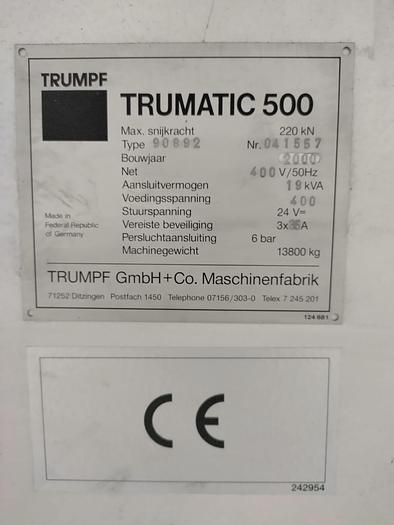 TRUMPF
TRUMATIC 500
Max. snijkracht 220 kN
Type 90892 Nr. 041557
Bouwjaar 2000
Net 400 V/50Hz
Aansluitvermogen 19 kVA
Voedingsspanning 400
Stuurspanning 24 V=
Vereiste beveiliging 3x35A
Persluchtaansluiting 6 bar
Machinegewicht 13800 kg
Made in
Federal Republic
of Germany
TRUMPF GmbH+Co. Maschinenfabrik
71252 Ditzingen Postfach 1450 Telephone 07156/303-0 Telex 7 245 201
124 881
CE
242954